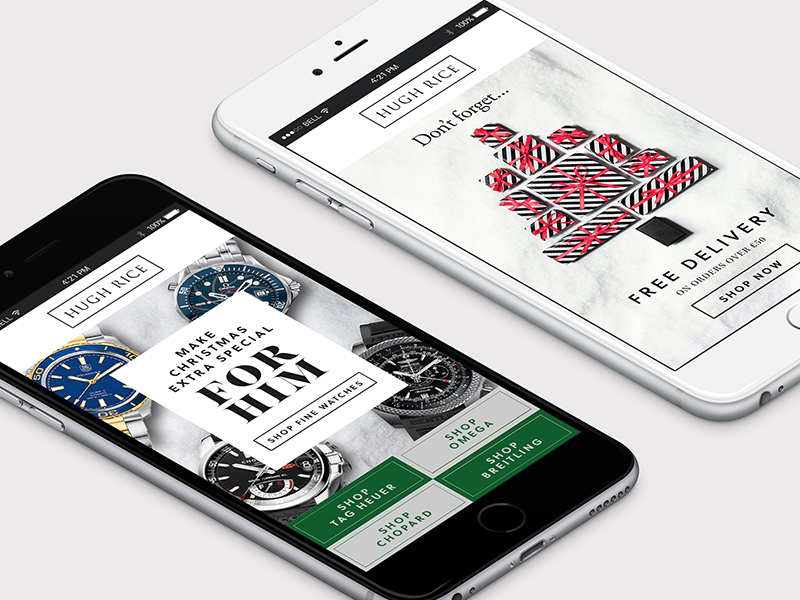 BELL
4:21 PM
100%
HUGH RICE
MAKE
CHRISTMAS
EXTRA SPECIAL
FOR
HIM
SHOP FINE WATCHES
SHOP
TAG HEUER
SHOP
OMEGA
SHOP
CHOPARD
SHOP
BREITLING
BELL
4:21 PM
100%
HUGH RICE
Don't forget...
FREE DELIVERY
ON ORDERS OVER £50
SHOP NOW